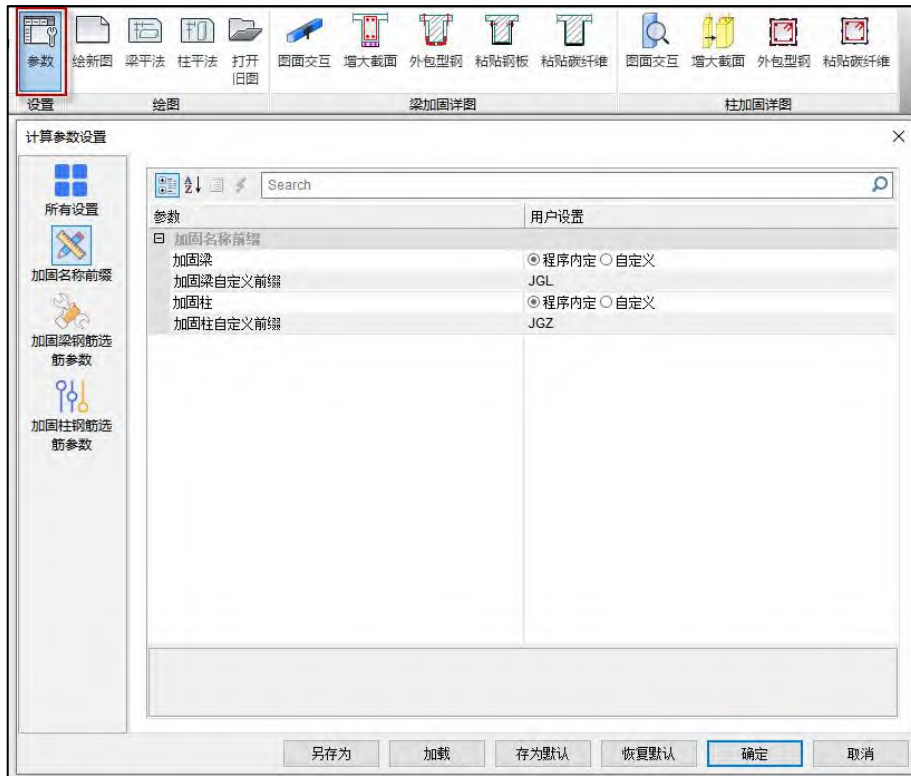 参数 绘新图 梁平法 柱平法 打开旧图 图面交互 增大截面 外包型钢 粘贴钢板 粘贴碳纤维 图面交互 增大截面 外包型钢 粘贴碳纤维
设置 绘图 梁加固详图 柱加固详图
计算参数设置
所有设置
加固名称前缀
加固梁钢筋选
筋参数
加固柱钢筋选
筋参数
Search
参数 用户设置
加固名称前缀
加固梁 程序内定 自定义
加固梁自定义前缀 JGL
加固柱 程序内定 自定义
加固柱自定义前缀 JGZ
另存为 加载 存为默认 恢复默认 确定 取消